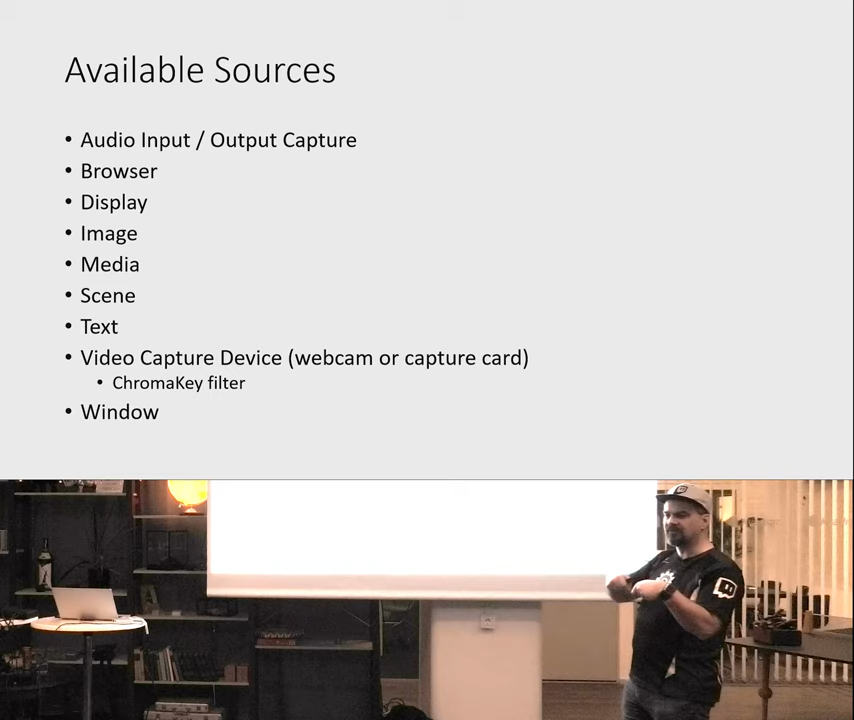 Available Sources
• Audio Input / Output Capture
• Browser
• Display
• Image
• Media
• Scene
• Text
• Video Capture Device (webcam or capture card)
• ChromaKey filter
• Window